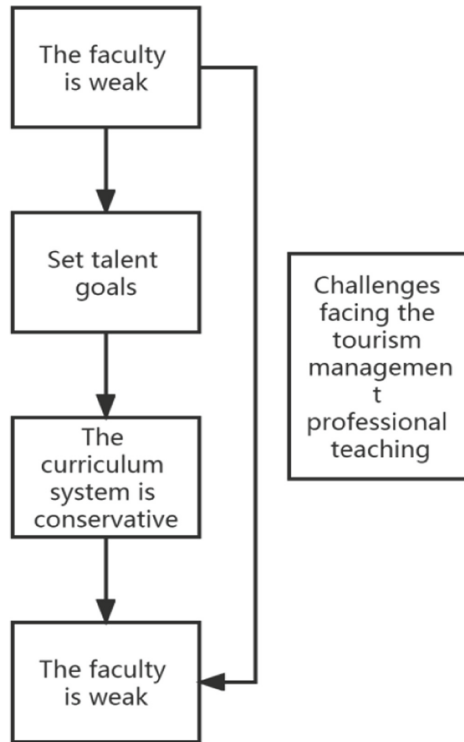 The faculty
is weak
Set talent
goals
Challenges
facing the
tourism
managemen
t
professional
teaching
The
curriculum
system is
conservative
The faculty
is weak